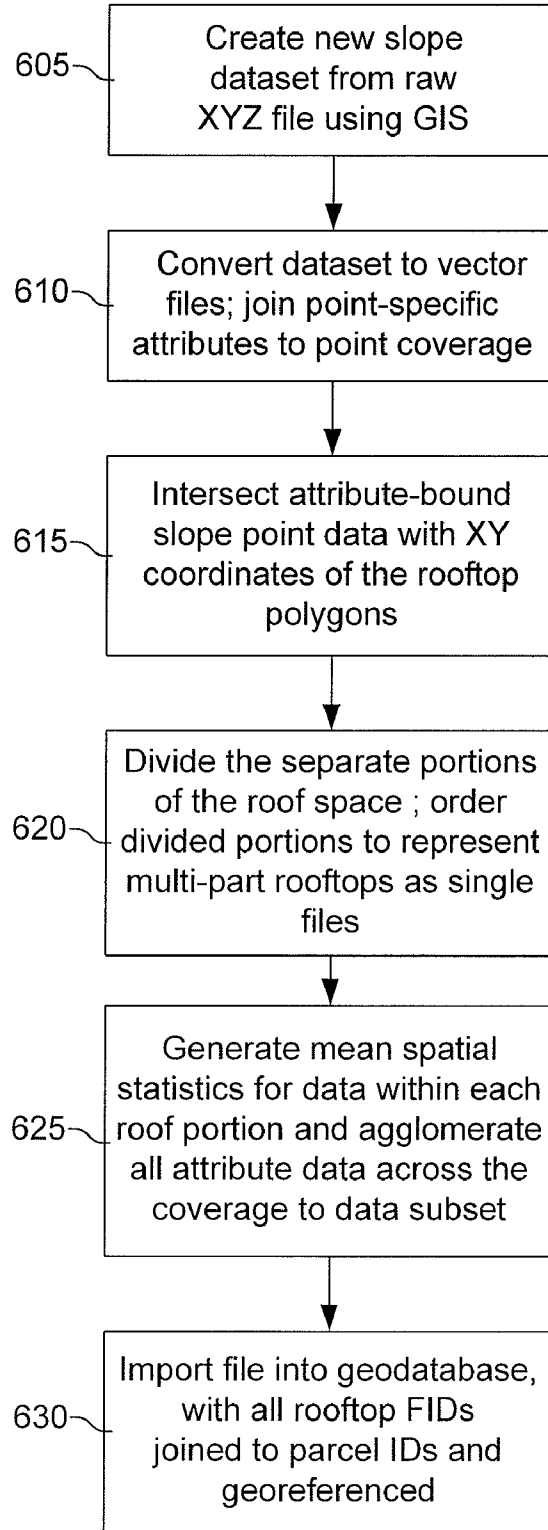 Create new slope
605
dataset from raw
XYZ file using GIS
Convert dataset to vector
610
files; join point-specific
attributes to point coverage
Intersect attribute-bound
615
slope point data with XY
coordinates of the rooftop
polygons
Divide the separate portions
of the roof space ; order
620
divided portions to represent
multi-part rooftops as single
files
Generate mean spatial
statistics for data within each
625
roof portion and agglomerate
all attribute data across the
coverage to data subset
Import file into geodatabase,
with all rooftop FIDs
630
joined to parcel IDs and
georeferenced